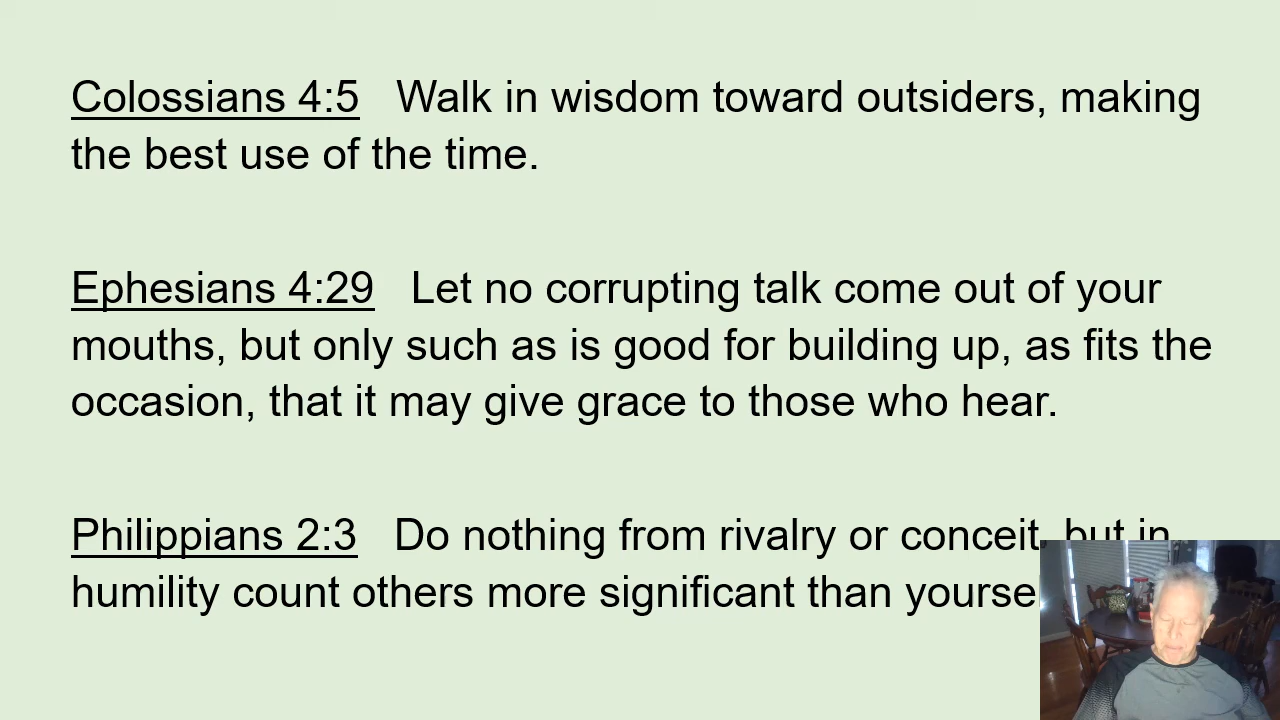 Colossians 4:5 Walk in wisdom toward outsiders, making
the best use of the time.
Ephesians 4:29 Let no corrupting talk come out of your
mouths, but only such as is good for building up, as fits the
occasion, that it may give grace to those who hear.
Philippians 2:3 Do nothing from rivalry or conceit, but in
humility count others more significant than